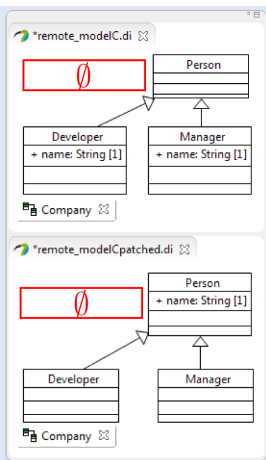 *remote_modelC.di
∅
Person
Developer
+ name: String [1]
Manager
+ name: String [1]
Company
*remote_modelCpatched.di
∅
Person
+ name: String [1]
Developer
Manager
Company